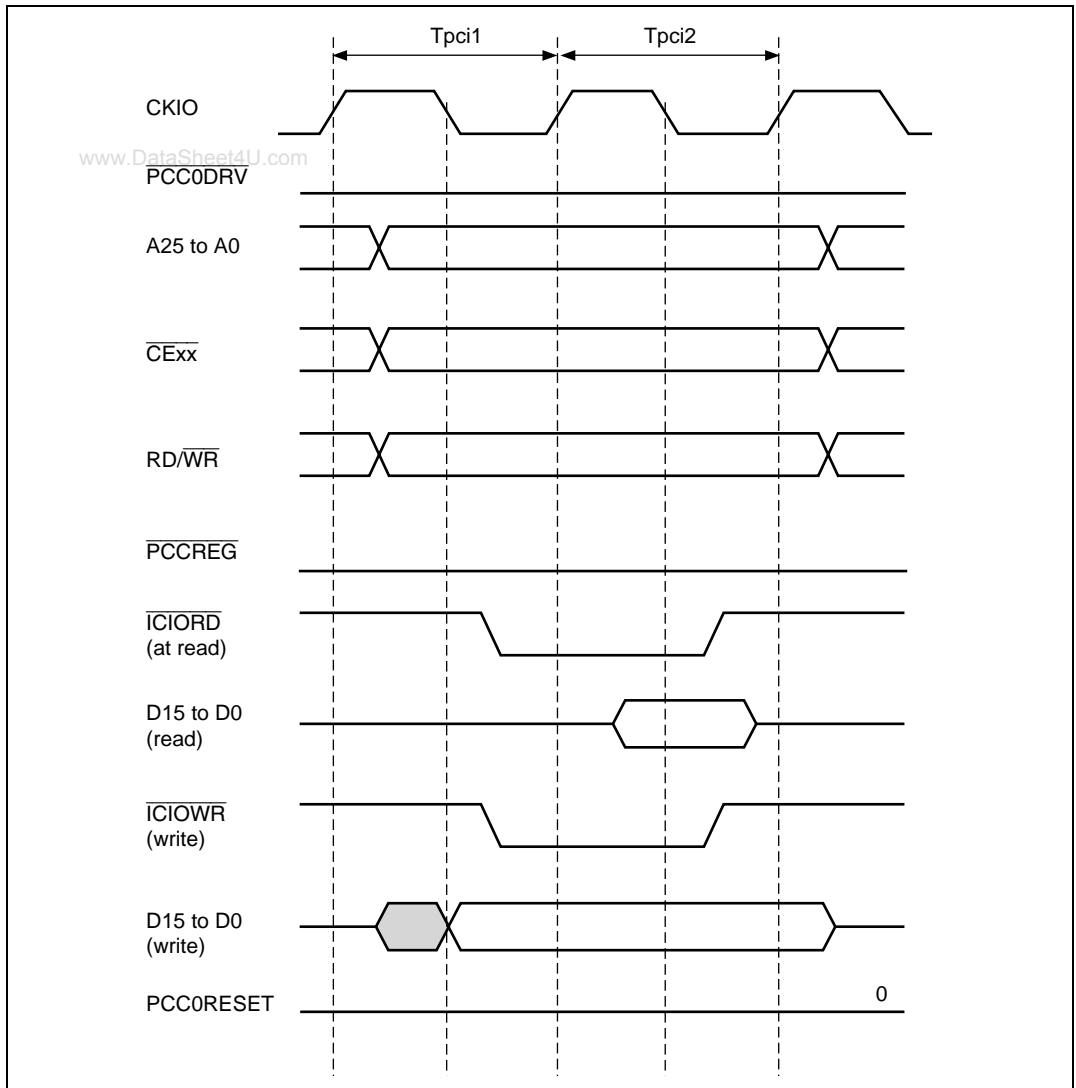 Tpci1 Tpci2
CKIO
www.DataSheet4U.com
PCC0DRV
A25 to A0
CExx
RD/WR
PCCREG
ICIORD
(at read)
D15 to D0
(read)
ICIOWR
(write)
D15 to D0
(write)
PCC0RESET 0